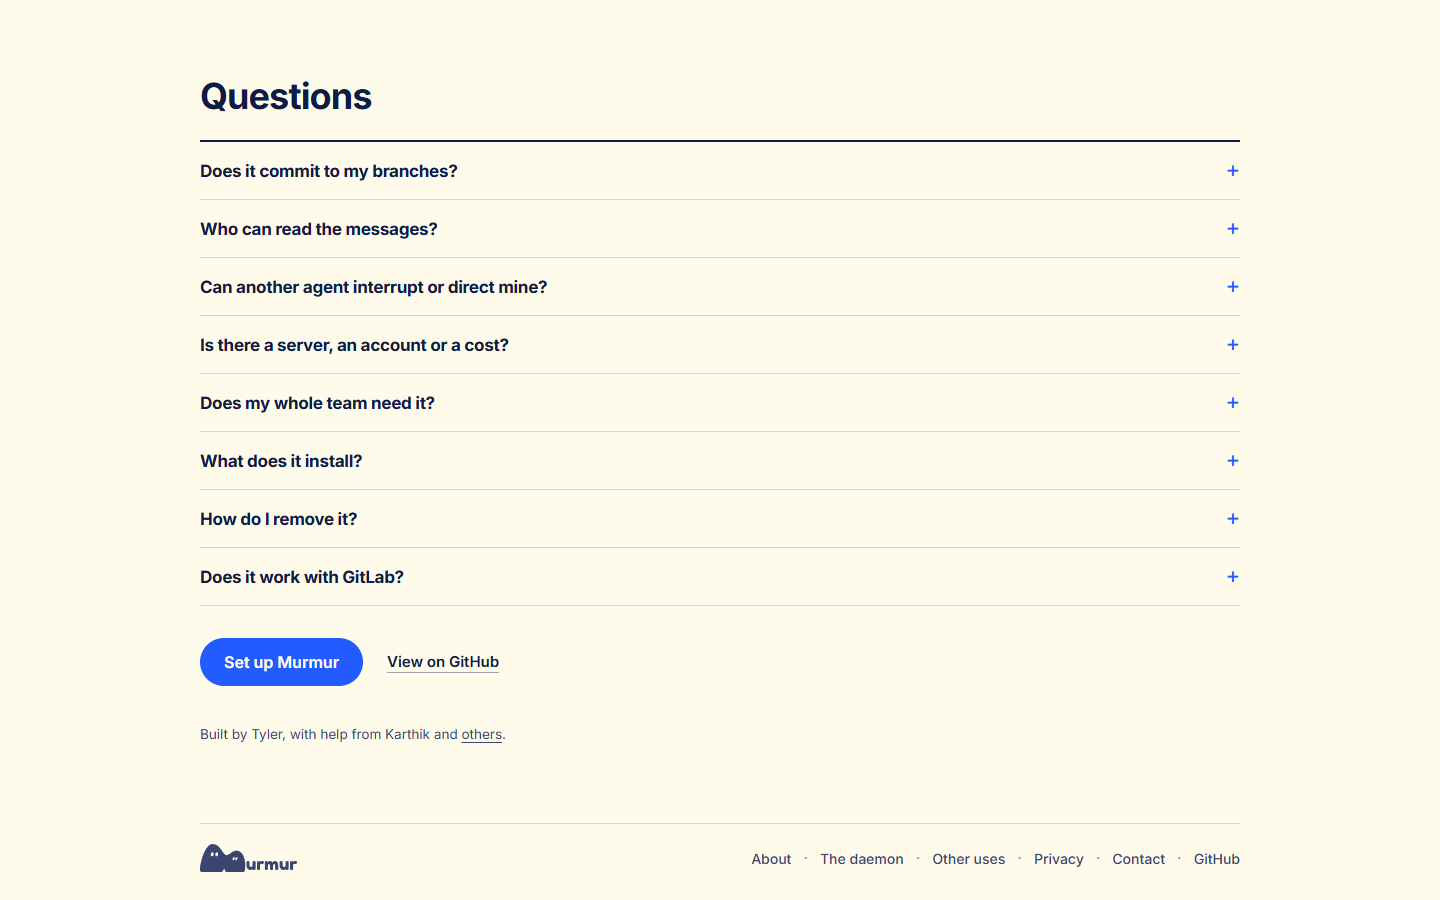 Questions
Does it commit to my branches? +
Who can read the messages? +
Can another agent interrupt or direct mine? +
Is there a server, an account or a cost? +
Does my whole team need it? +
What does it install? +
How do I remove it? +
Does it work with GitLab? +
Set up Murmur View on GitHub
Built by Tyler, with help from Karthik and others.
Murmur About · The daemon · Other uses · Privacy · Contact · GitHub